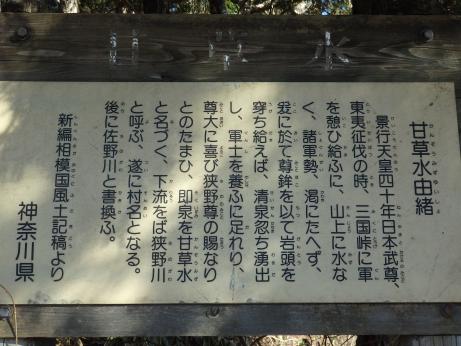 甘草水
甘草水由緒
景行天皇四十年日本武尊、
東夷征伐の時、三国峠に軍
を憩ひ給ふに、山上に水な
く、諸軍勢、渇にたへず、
玆に於て尊鉾を以て岩頭を
穿ち給えば、清泉忽ち湧出
し、軍士を養ふに足れり、
尊大に喜び狭野尊の賜なり
とのたまひ、即泉を甘草水
と名づく、下流をば狭野川
と呼ぶ、遂に村名となる。
後に佐野川と書換ふ。
新編相模国風土記稿より
神奈川県